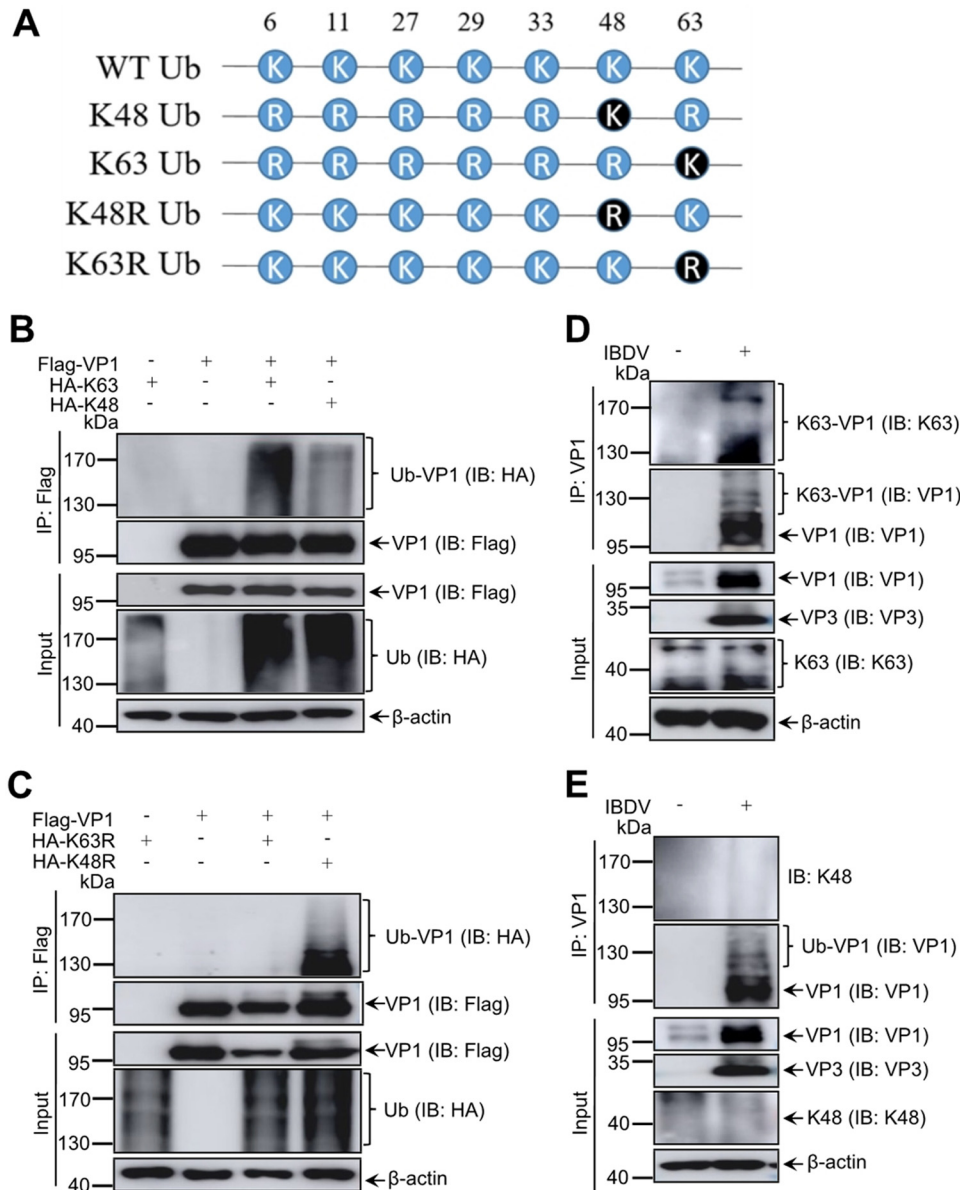 A
6 11 27 29 33 48 63
WT Ub K K K K K K K
K48 Ub R R R R R K R
K63 Ub R R R R R R K
K48R Ub K K K K K R K
K63R Ub K K K K K K R
B
Flag-VP1 - + + +
HA-K63 + - + -
HA-K48 - - - +
kDa
IP: Flag
170
Ub-VP1 (IB: HA)
95
VP1 (IB: Flag)
Input
95
VP1 (IB: Flag)
170
130
Ub (IB: HA)
40
β-actin
130
C
Flag-VP1 - + + +
HA-K63R + - + -
HA-K48R - - - +
kDa
IP: Flag
170
130
Ub-VP1 (IB: HA)
95
VP1 (IB: Flag)
Input
95
VP1 (IB: Flag)
170
130
Ub (IB: HA)
40
β-actin
D
IBDV - +
kDa
IP: VP1
170
130
K63-VP1 (IB: K63)
130
K63-VP1 (IB: VP1)
95
VP1 (IB: VP1)
Input
95
VP1 (IB: VP1)
35
VP3 (IB: VP3)
40
K63 (IB: K63)
40
β-actin
E
IBDV - +
kDa
IP: VP1
170
130
IB: K48
130
Ub-VP1 (IB: VP1)
95
VP1 (IB: VP1)
Input
95
VP1 (IB: VP1)
35
VP3 (IB: VP3)
40
K48 (IB: K48)
40
β-actin